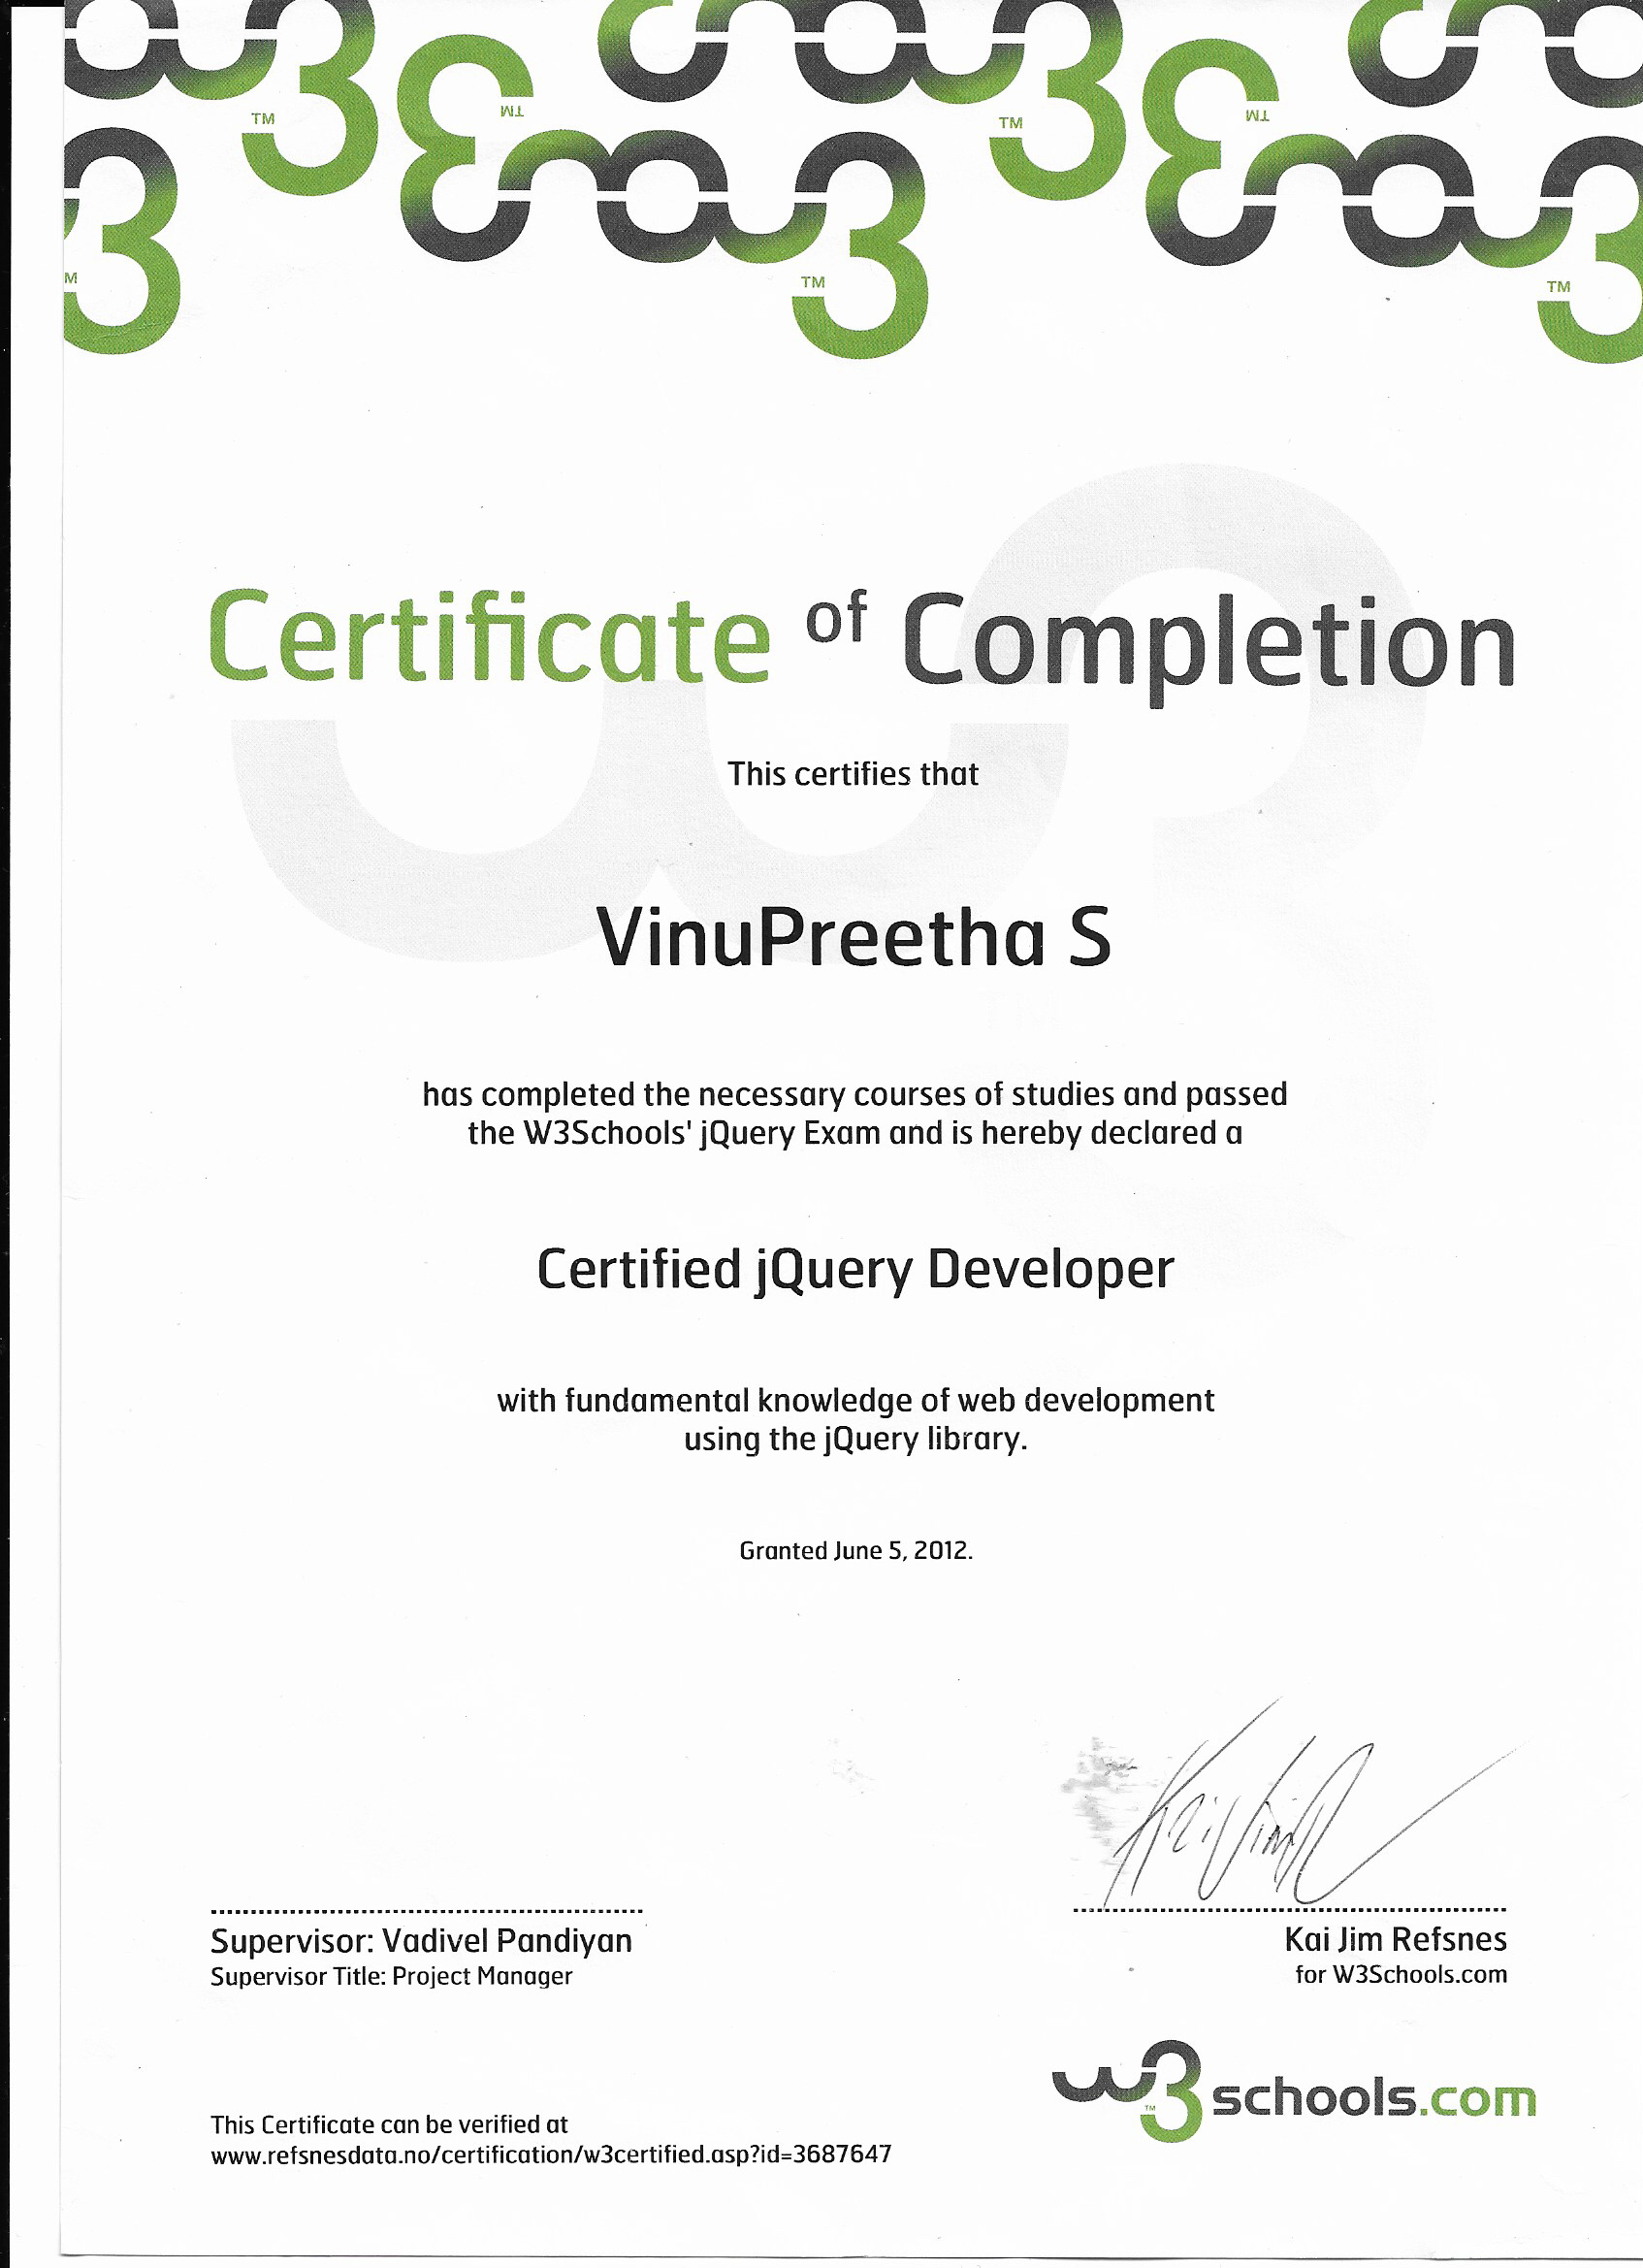 TM TM TM TM
M TM TM
Certificate of Completion
This certifies that
VinuPreetha S
has completed the necessary courses of studies and passed
the W3Schools' jQuery Exam and is hereby declared a
Certified jQuery Developer
with fundamental knowledge of web development
using the jQuery library.
Granted June 5, 2012.
Supervisor: Vadivel Pandiyan
Supervisor Title: Project Manager
Kai Jim Refsnes
for W3Schools.com
w3schools.com
TM
This Certificate can be verified at
www.refsnesdata.no/certification/w3certified.asp?id=3687647